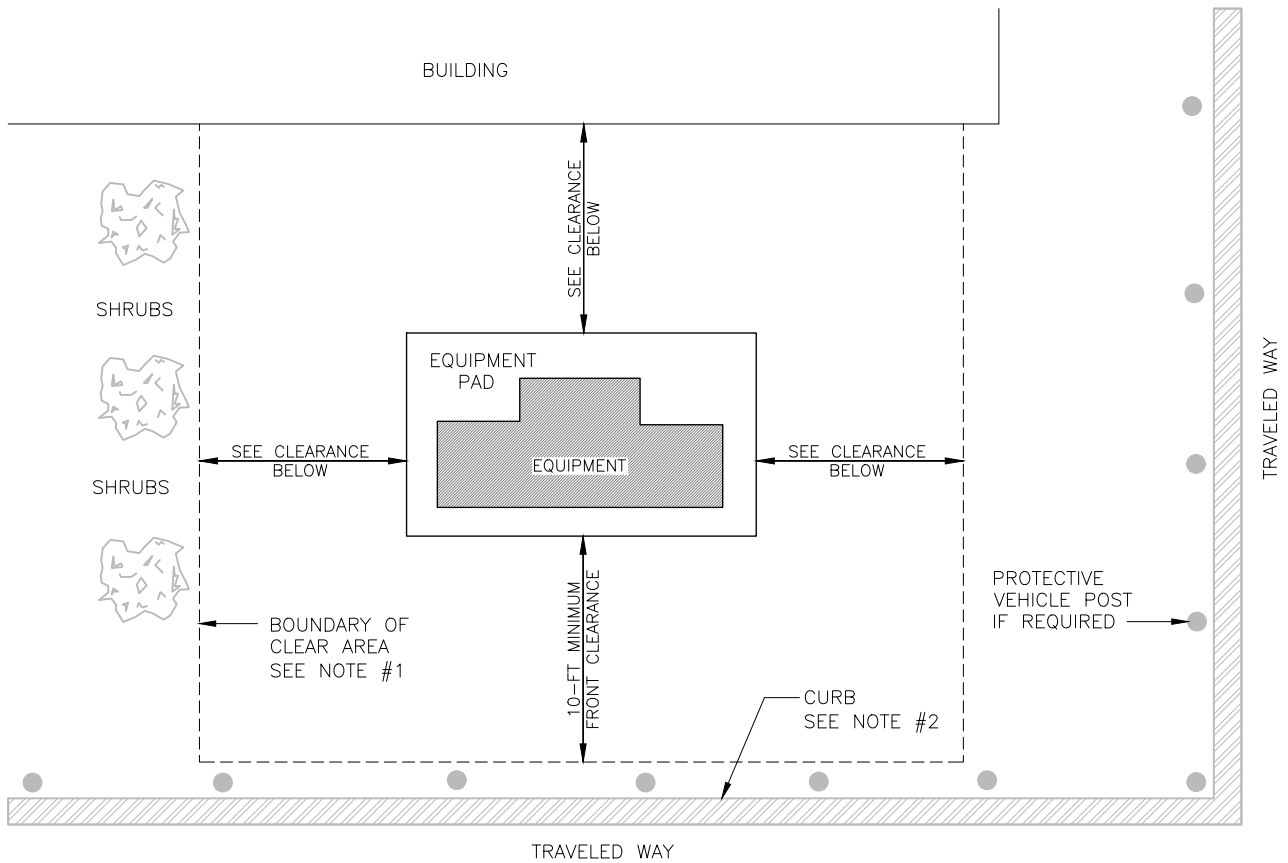 BUILDING
SEE CLEARANCE
BELOW
SHRUBS
EQUIPMENT
PAD
SEE CLEARANCE
BELOW
EQUIPMENT
SEE CLEARANCE
BELOW
SHRUBS
TRAVELED WAY
10-FT MINIMUM
FRONT CLEARANCE
PROTECTIVE
VEHICLE POST
IF REQUIRED
BOUNDARY OF
CLEAR AREA
SEE NOTE #1
CURB
SEE NOTE #2
TRAVELED WAY